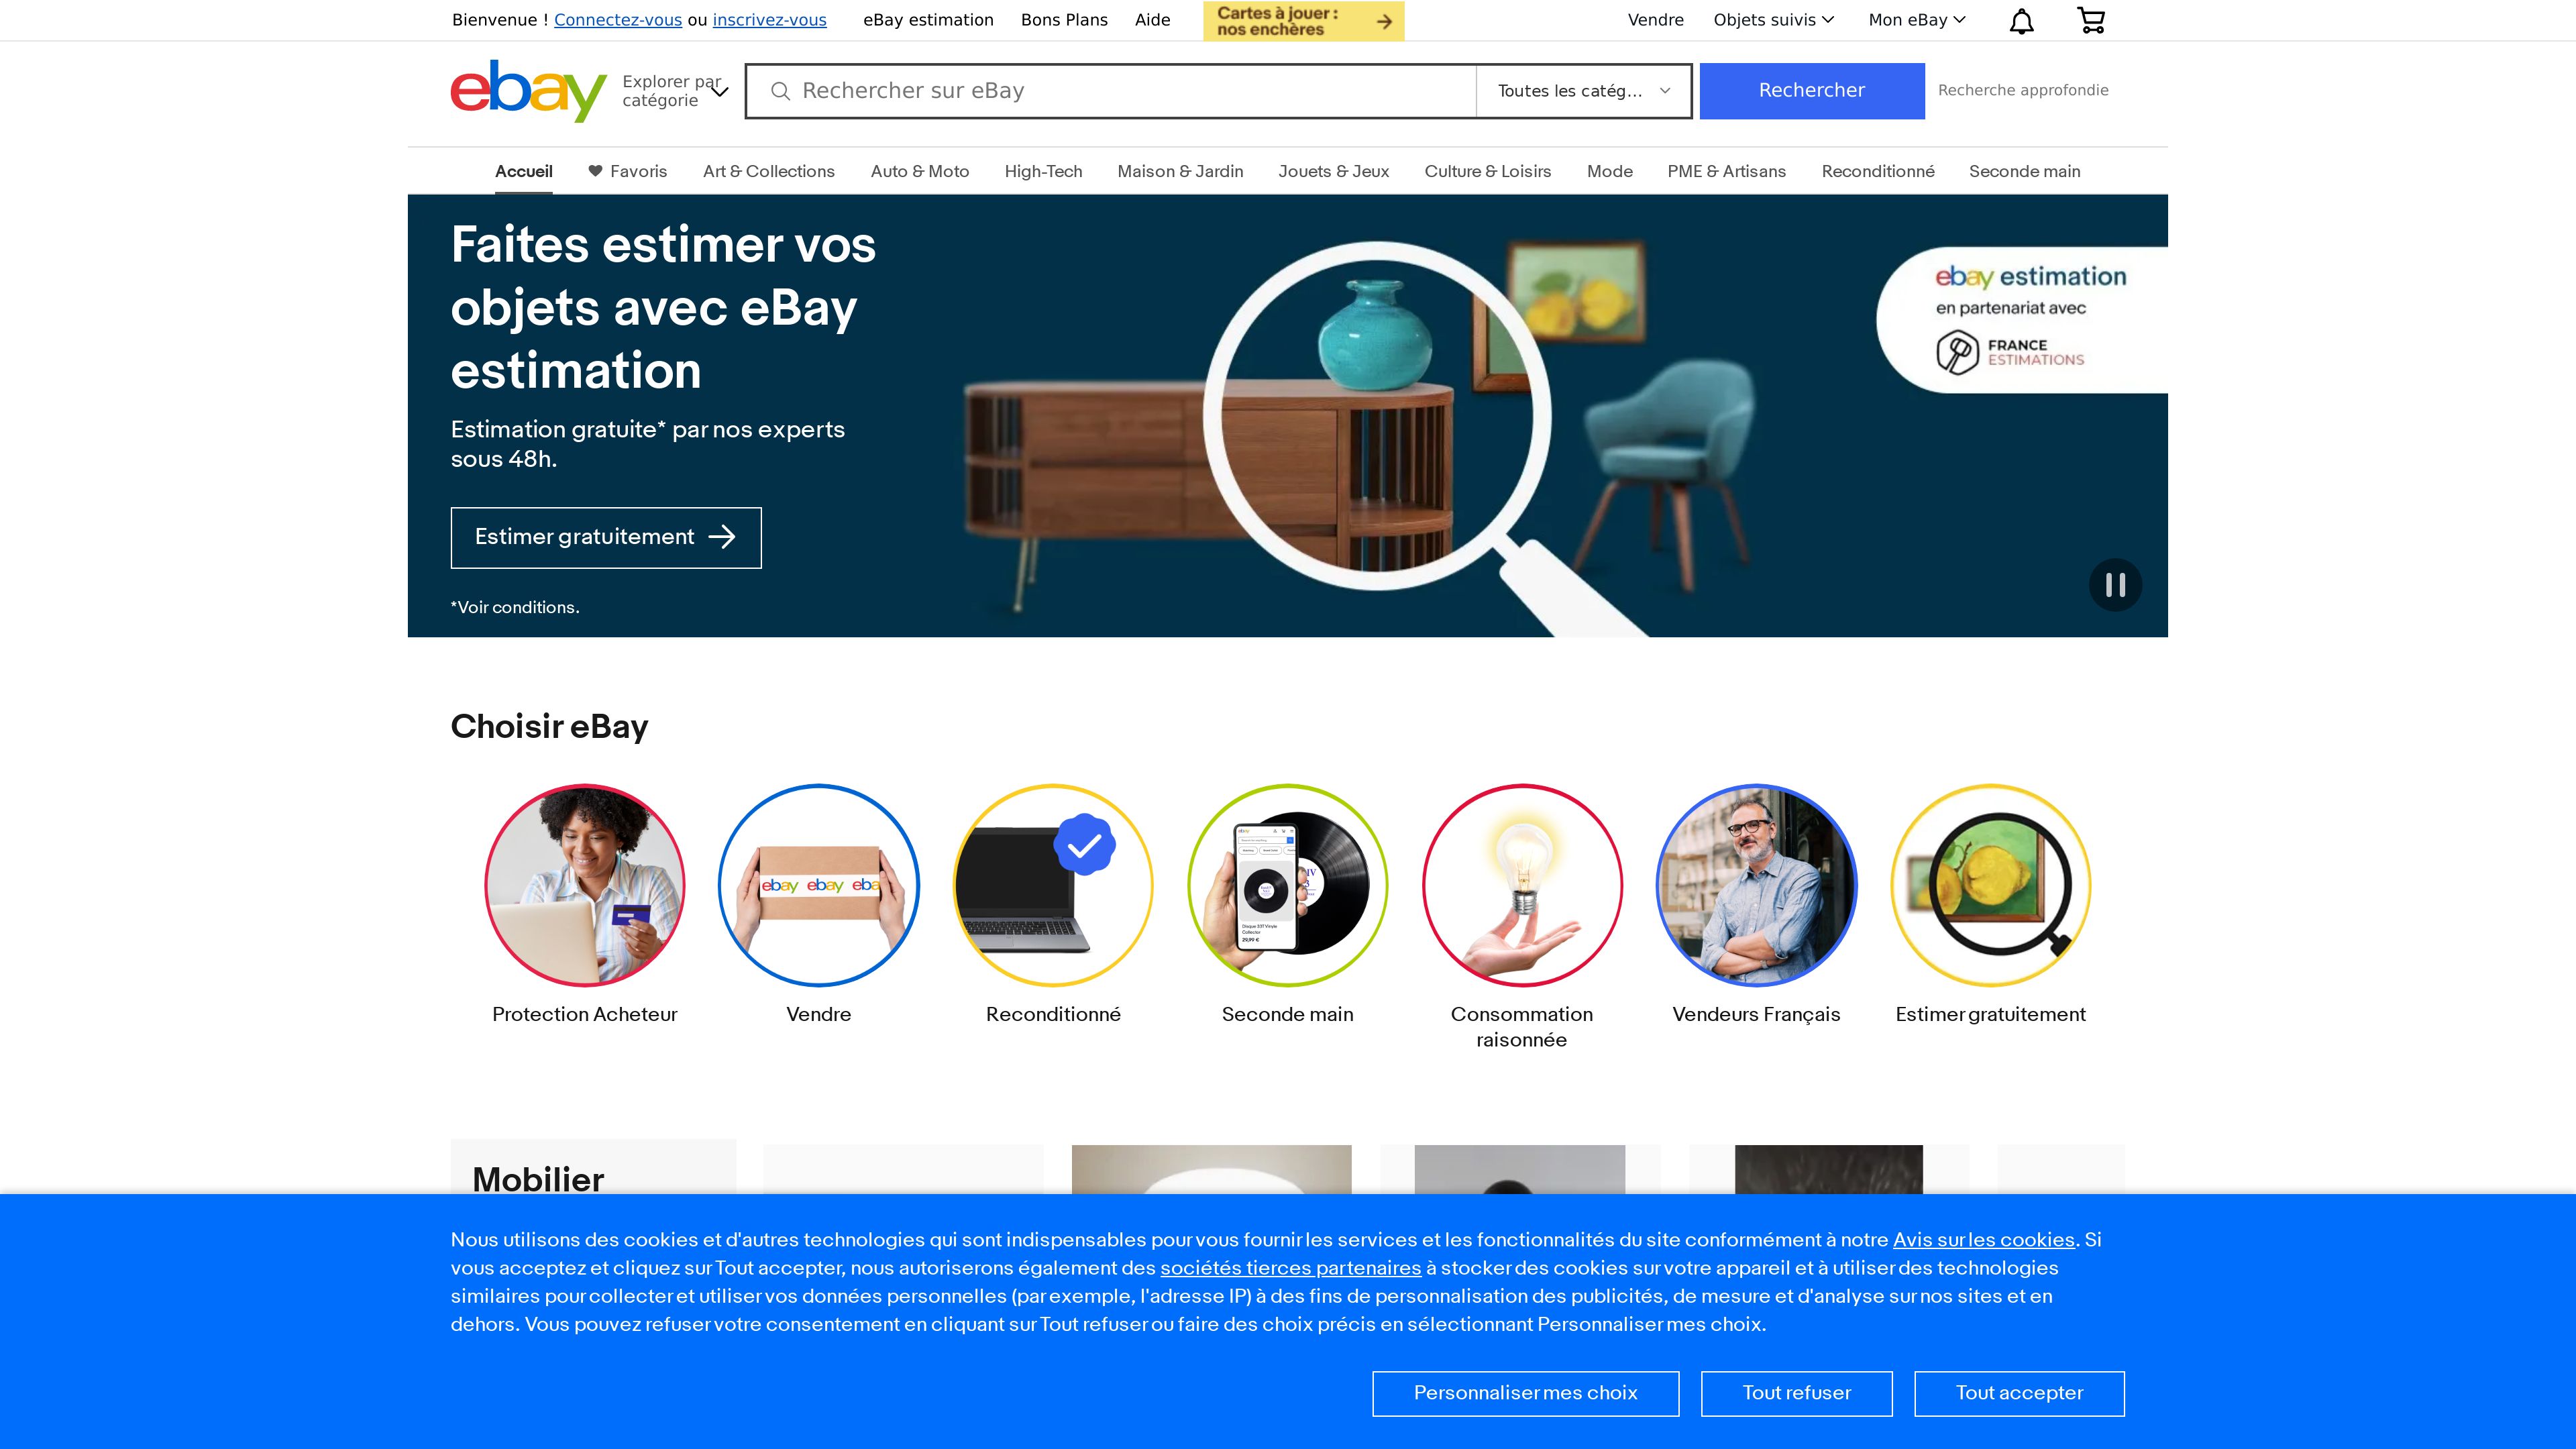 Bienvenue ! Connectez-vous ou inscrivez-vous
eBay estimation
Bons Plans
Aide
Cartes à jouer :
nos enchères
Vendre
Objets suivis
Mon eBay
ebay
Explorer par
catégorie
Rechercher sur eBay
Toutes les catég...
Rechercher
Recherche approfondie
Accueil
Favoris
Art & Collections
Auto & Moto
High-Tech
Maison & Jardin
Jouets & Jeux
Culture & Loisirs
Mode
PME & Artisans
Reconditionné
Seconde main
Faites estimer vos
objets avec eBay
estimation
Estimation gratuite* par nos experts
sous 48h.
Estimer gratuitement
*Voir conditions.
ebay estimation
en partenariat avec
FRANCE
ESTIMATIONS
Choisir eBay
ebay ebay eba
Disque 33T Vinyle
Collector
29,99 €
Protection Acheteur
Vendre
Reconditionné
Seconde main
Consommation
raisonnée
Vendeurs Français
Estimer gratuitement
Mobilier
Nous utilisons des cookies et d'autres technologies qui sont indispensables pour vous fournir les services et les fonctionnalités du site conformément à notre Avis sur les cookies. Si
vous acceptez et cliquez sur Tout accepter, nous autoriserons également des sociétés tierces partenaires à stocker des cookies sur votre appareil et à utiliser des technologies
similaires pour collecter et utiliser vos données personnelles (par exemple, l'adresse IP) à des fins de personnalisation des publicités, de mesure et d'analyse sur nos sites et en
dehors. Vous pouvez refuser votre consentement en cliquant sur Tout refuser ou faire des choix précis en sélectionnant Personnaliser mes choix.
Personnaliser mes choix
Tout refuser
Tout accepter